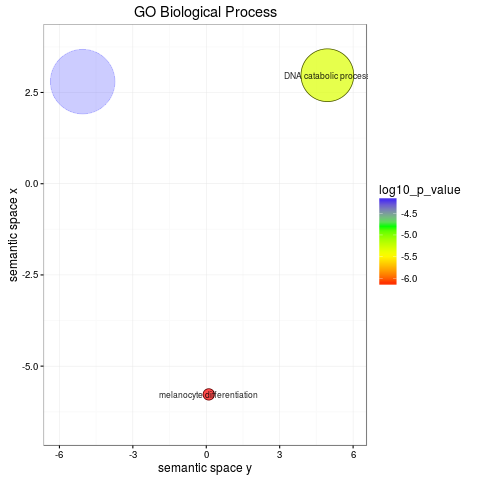 GO Biological Process
DNA catabolic process
2.5
0.0
-2.5
-5.0
semantic space x
melanocyte differentiation
-6
-3
0
3
6
semantic space y
log10_p_value
-4.5
-5.0
-5.5
-6.0